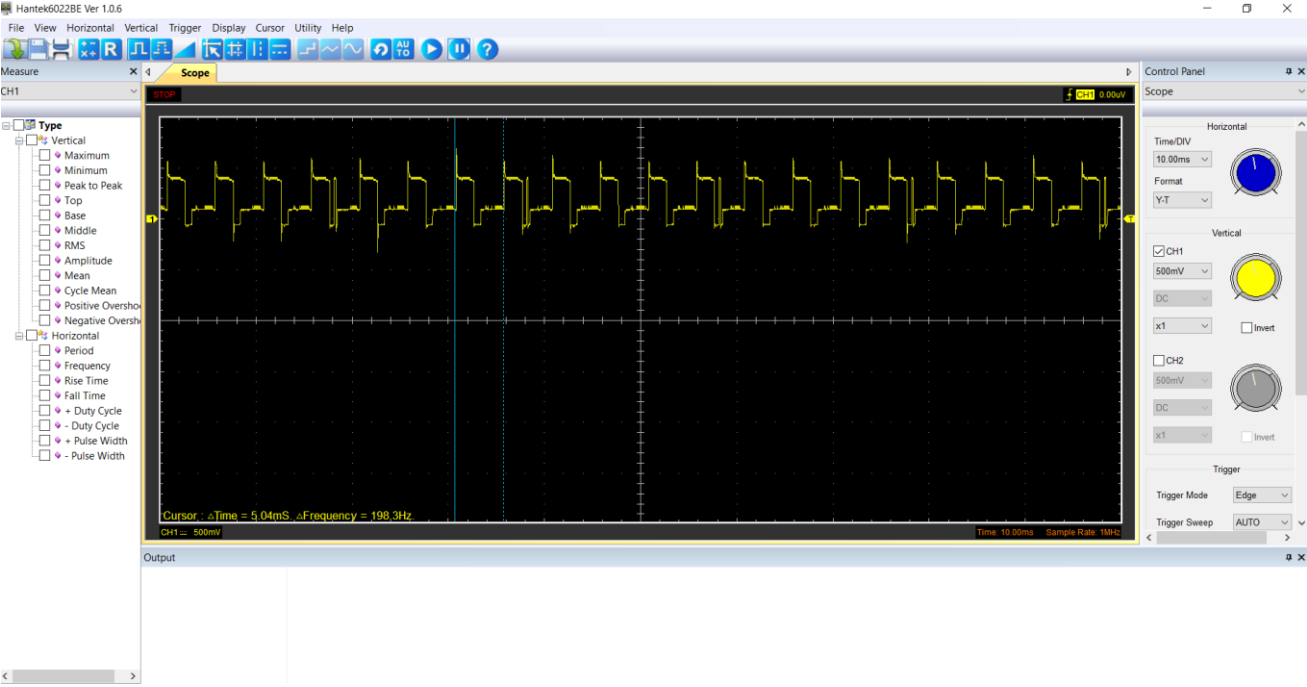 Hantek6022BE Ver 1.0.6
File View Horizontal Vertical Trigger Display Cursor Utility Help
R AU TO ?
Measure
CH1
Type
Vertical
Maximum
Minimum
Peak to Peak
Top
Base
Middle
RMS
Amplitude
Mean
Cycle Mean
Positive Oversho
Negative Oversh
Horizontal
Period
Frequency
Rise Time
Fall Time
+ Duty Cycle
- Duty Cycle
+ Pulse Width
- Pulse Width
Scope
STOP
CH1 0.00uV
1
T
Cursor : △Time = 5.04mS. △Frequency = 198.3Hz.
CH1 500mV
Time: 10.00ms Sample Rate: 1MHz
Output
Control Panel
Scope
Horizontal
Time/DIV
10.00ms
Format
Y-T
Vertical
CH1
500mV
DC
x1
Invert
CH2
500mV
DC
x1
Invert
Trigger
Trigger Mode Edge
Trigger Sweep AUTO